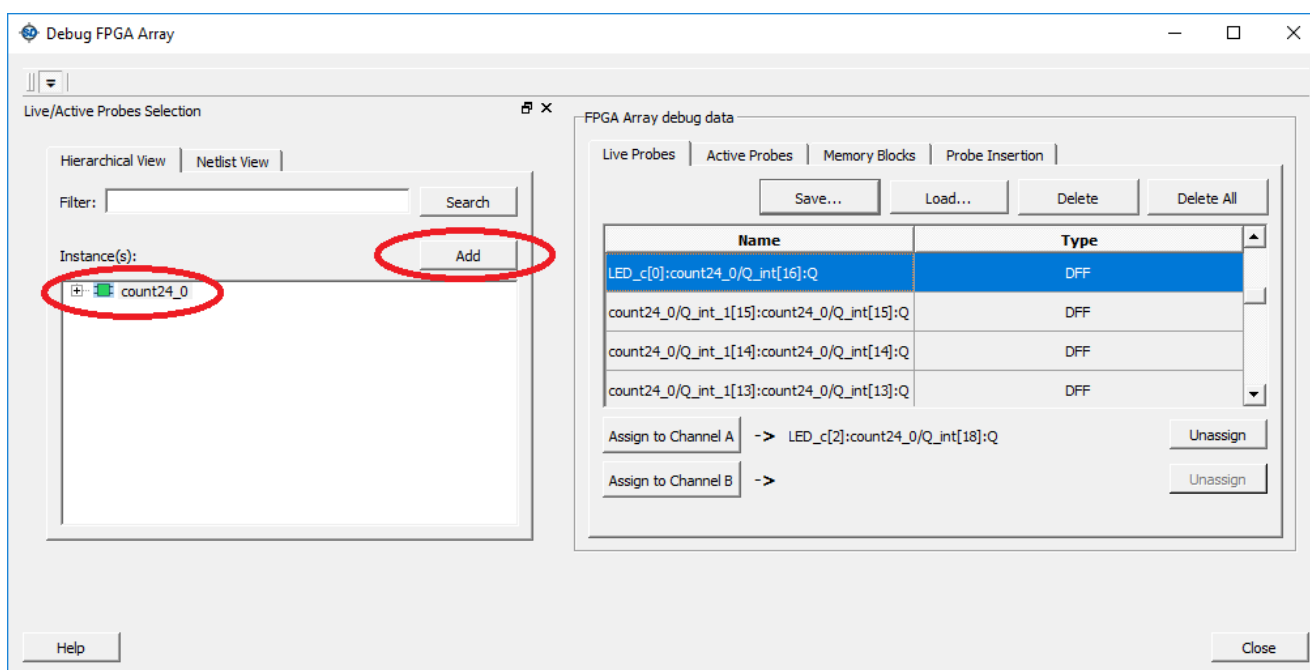 Debug FPGA Array
Live/Active Probes Selection
Hierarchical View Netlist View
Filter: Search
Instance(s): Add
count24_0
FPGA Array debug data
Live Probes Active Probes Memory Blocks Probe Insertion
Save... Load... Delete Delete All
Name Type
LED_c[0]:count24_0/Q_int[16]:Q DFF
count24_0/Q_int_1[15]:count24_0/Q_int[15]:Q DFF
count24_0/Q_int_1[14]:count24_0/Q_int[14]:Q DFF
count24_0/Q_int_1[13]:count24_0/Q_int[13]:Q DFF
Assign to Channel A -> LED_c[2]:count24_0/Q_int[18]:Q Unassign
Assign to Channel B -> Unassign
Help Close